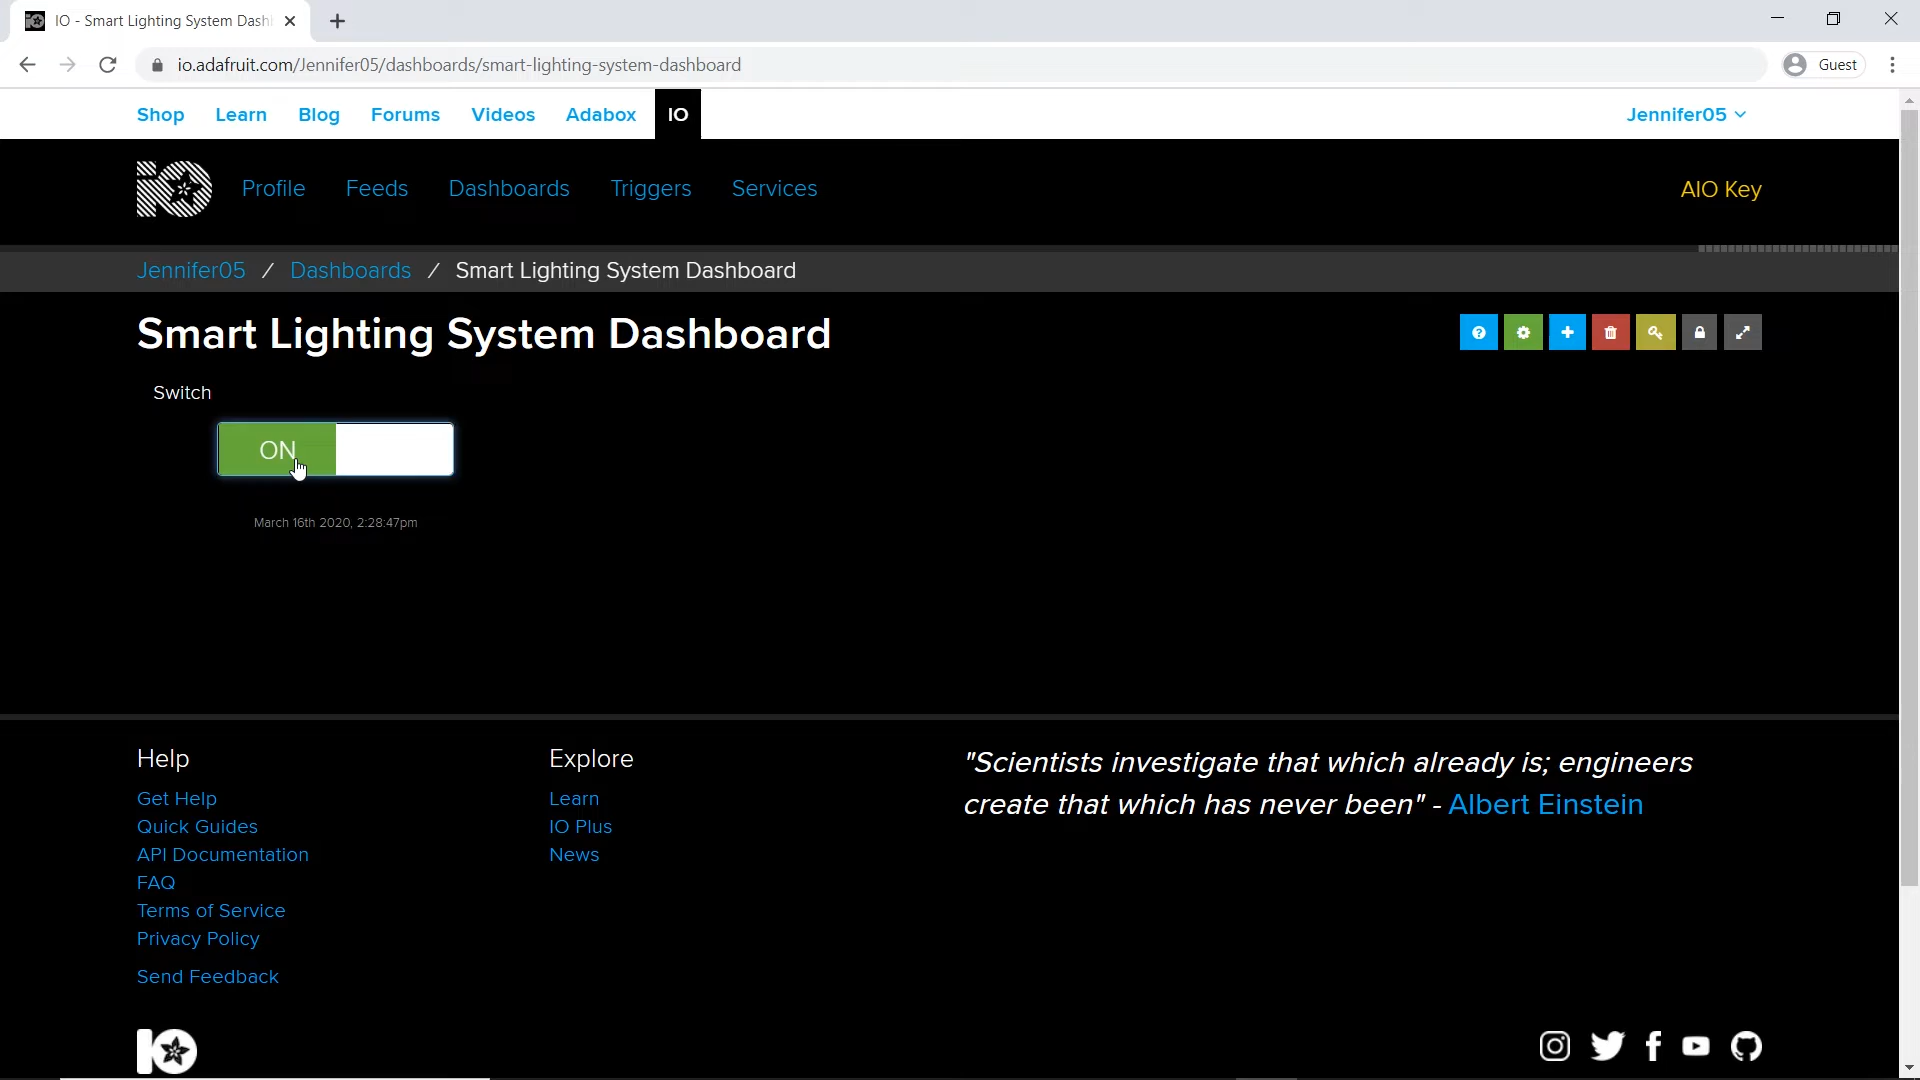 IO - Smart Lighting System Dash
io.adafruit.com/Jennifer05/dashboards/smart-lighting-system-dashboard
Guest
Shop Learn Blog Forums Videos Adabox IO Jennifer05
Profile Feeds Dashboards Triggers Services AIO Key
Jennifer05 / Dashboards / Smart Lighting System Dashboard
Smart Lighting System Dashboard
Switch
ON
March 16th 2020, 2:28:47pm
Help
Get Help
Quick Guides
API Documentation
FAQ
Terms of Service
Privacy Policy
Send Feedback
Explore
Learn
IO Plus
News
"Scientists investigate that which already is; engineers
create that which has never been" - Albert Einstein